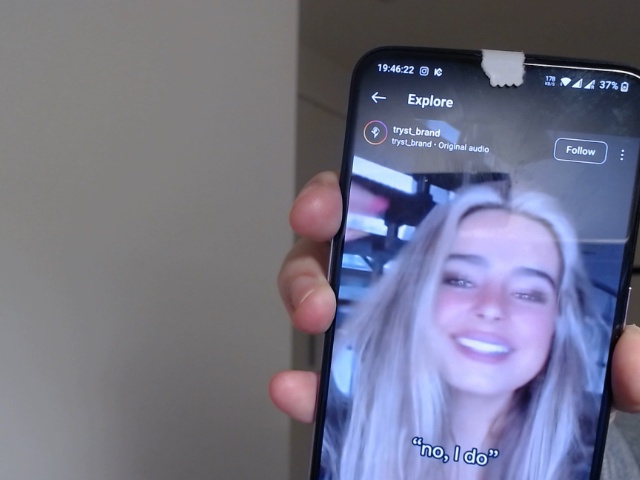 19:46:22
37%
Explore
tryst_brand
tryst_brand · Original audio
Follow
“no, I do”